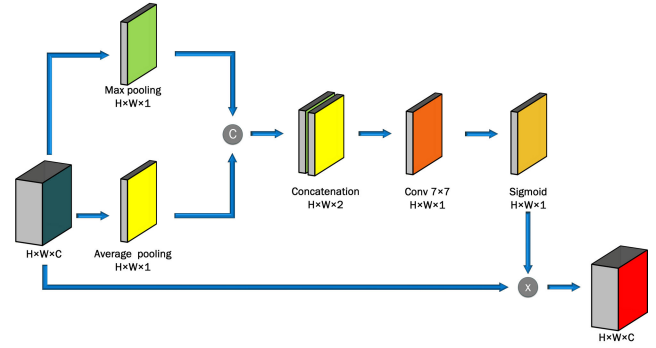 Max pooling
H×W×1
C
Concatenation
H×W×2
Conv 7×7
H×W×1
Sigmoid
H×W×1
H×W×C
Average pooling
H×W×1
X
H×W×C